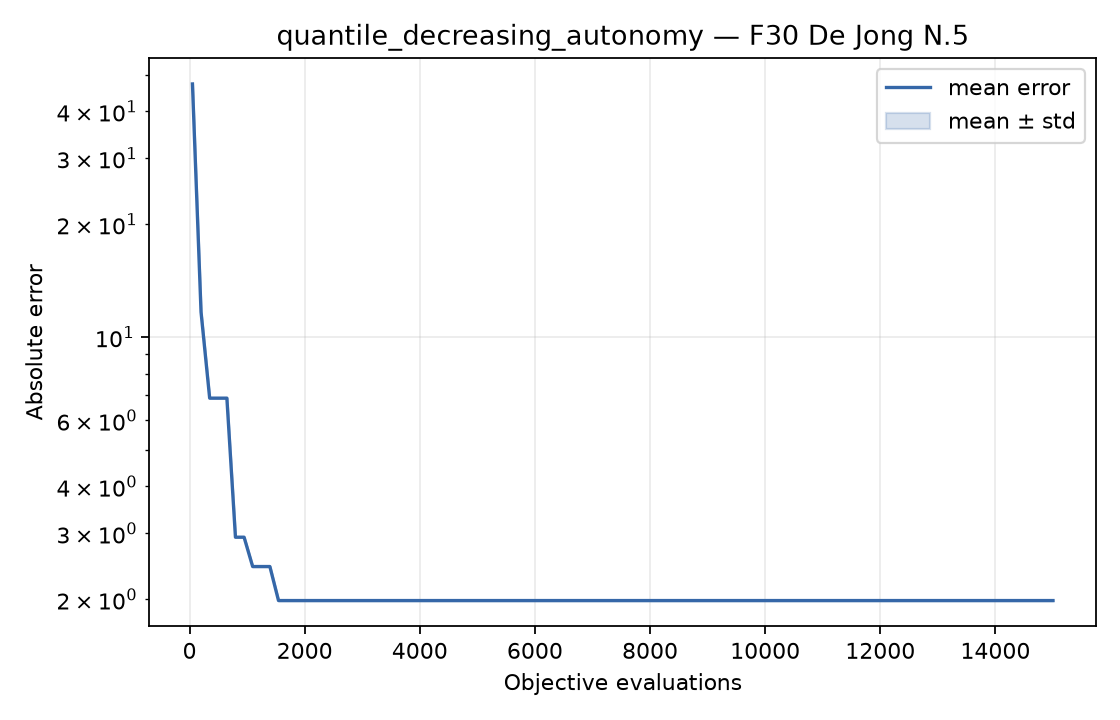 quantile_decreasing_autonomy — F30 De Jong N.5
mean error
mean ± std
4 × 10¹
3 × 10¹
2 × 10¹
10¹
6 × 10⁰
4 × 10⁰
3 × 10⁰
2 × 10⁰
Absolute error
0 2000 4000 6000 8000 10000 12000 14000
Objective evaluations